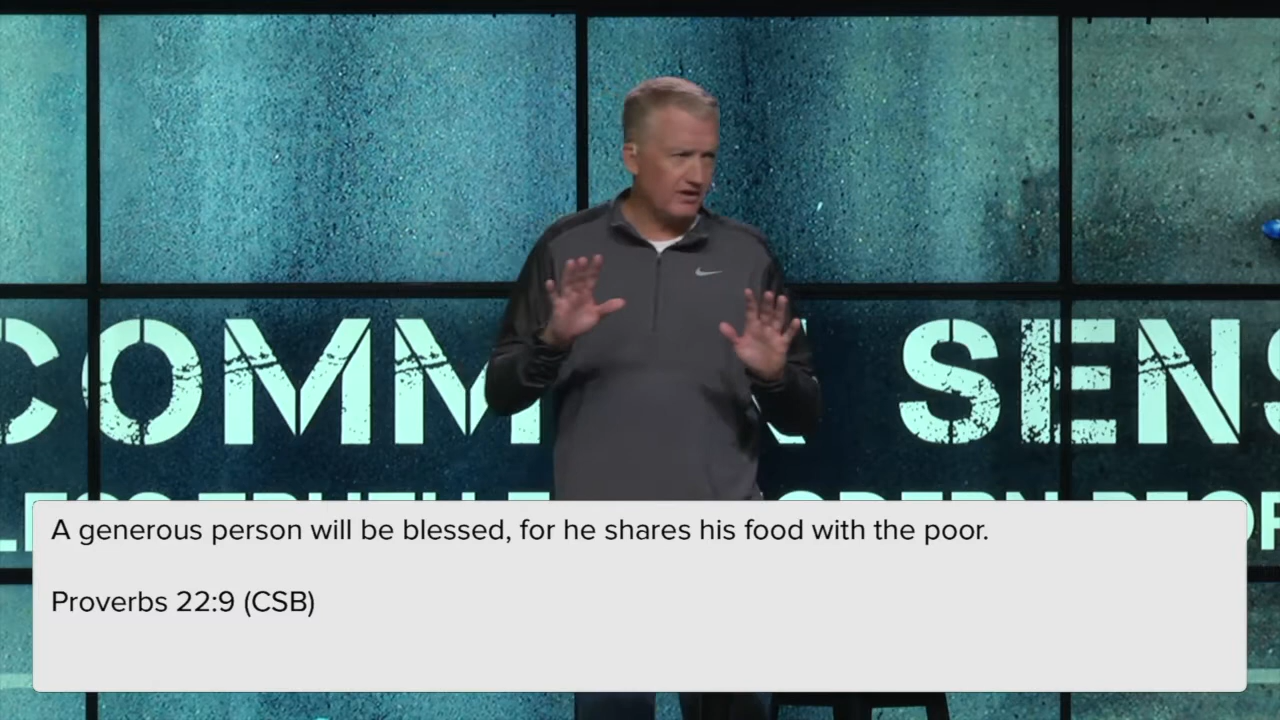 COMM N SENS
A generous person will be blessed, for he shares his food with the poor.
Proverbs 22:9 (CSB)